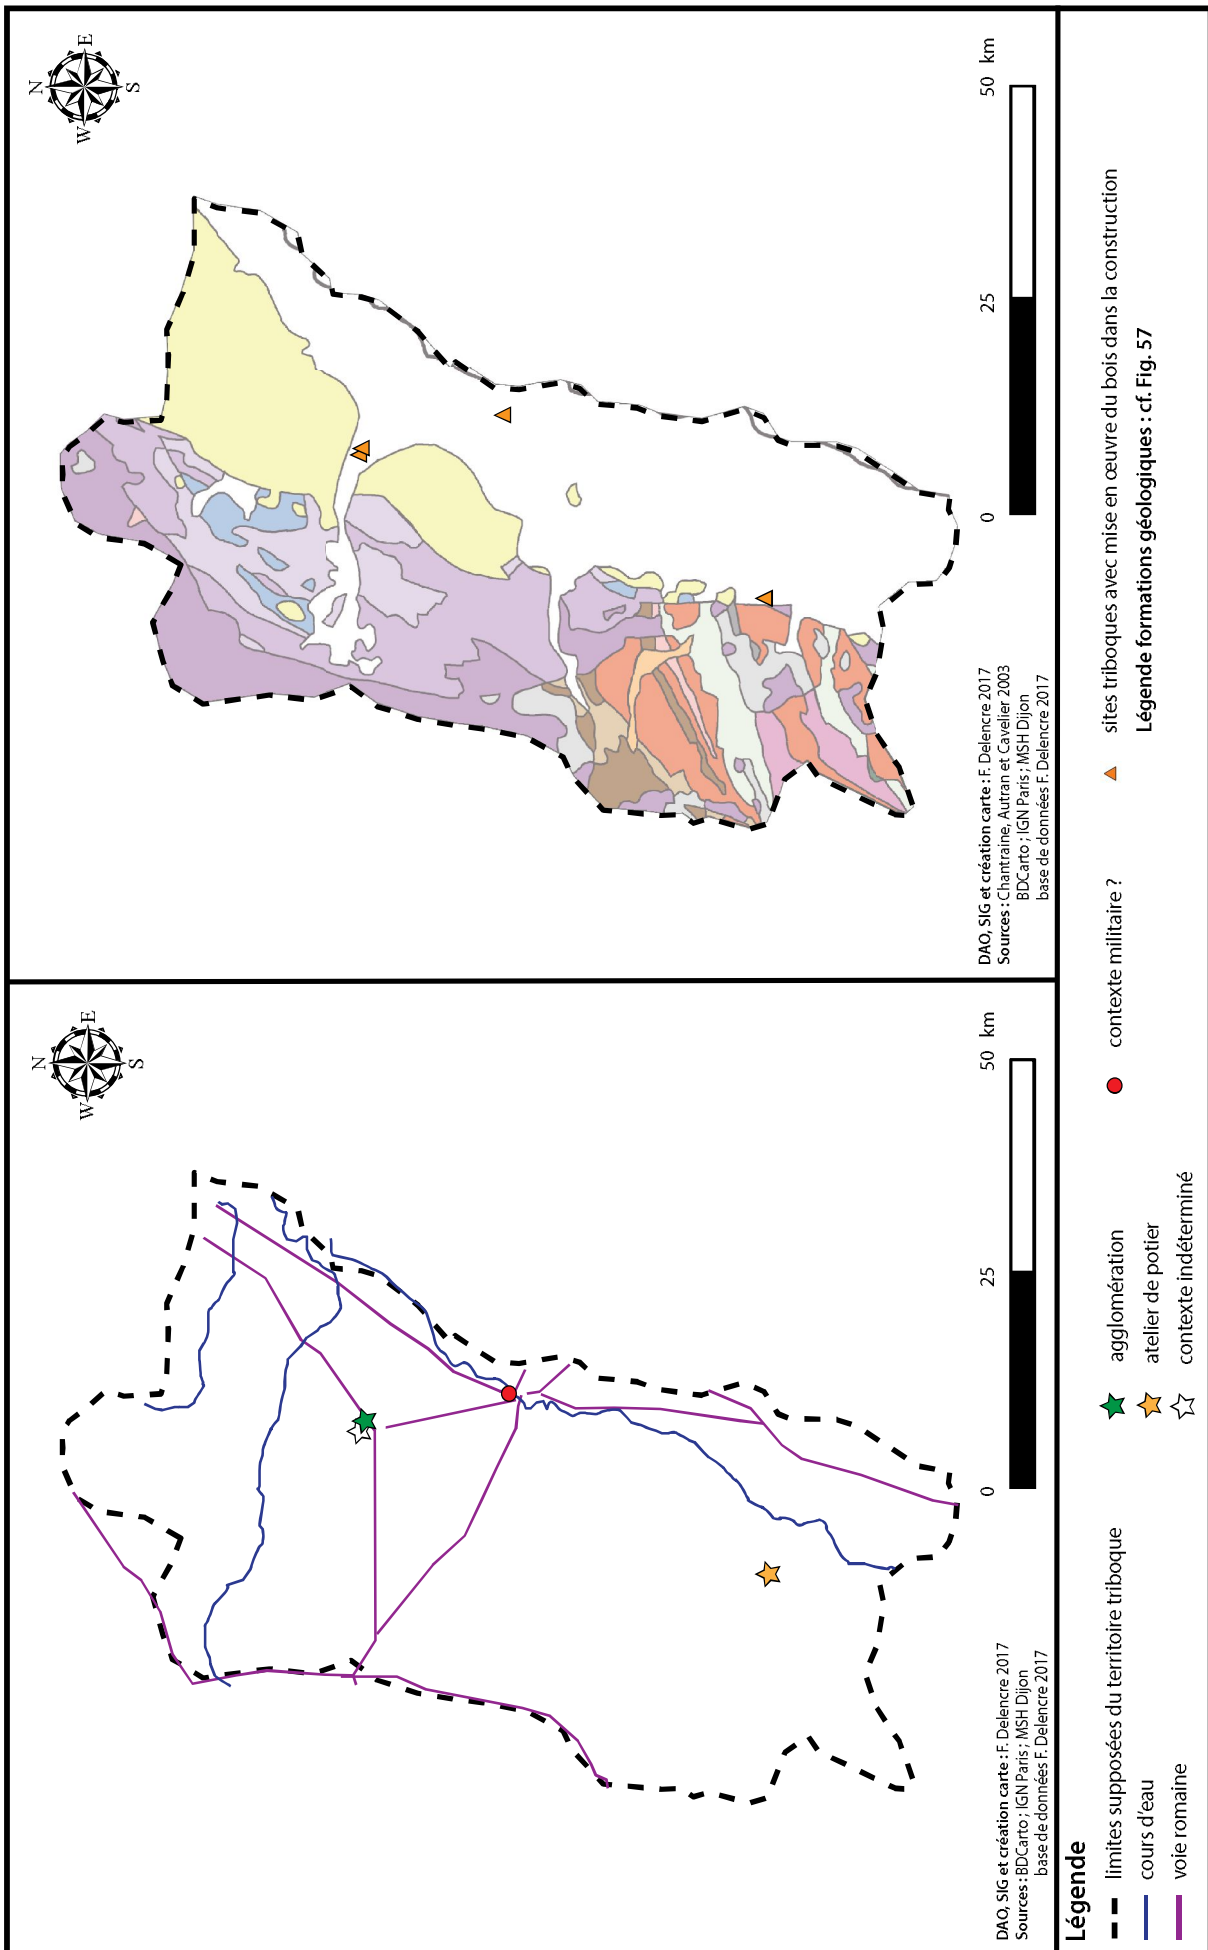 N
E
S
W
0
25
50 km
DAO, SIG et création carte : F. Delencre 2017
Sources : BDCarto ; IGN Paris ; MSH Dijon
base de données F. Delencre 2017
N
E
S
W
0
25
50 km
DAO, SIG et création carte : F. Delencre 2017
Sources : Chantraine, Autran et Cavelier 2003
BDCarto ; IGN Paris ; MSH Dijon
base de données F. Delencre 2017
Légende
limites supposées du territoire triboque
cours d'eau
voie romaine
agglomération
atelier de potier
contexte indéterminé
contexte militaire ?
sites triboques avec mise en œuvre du bois dans la construction
Légende formations géologiques : cf. Fig. 57